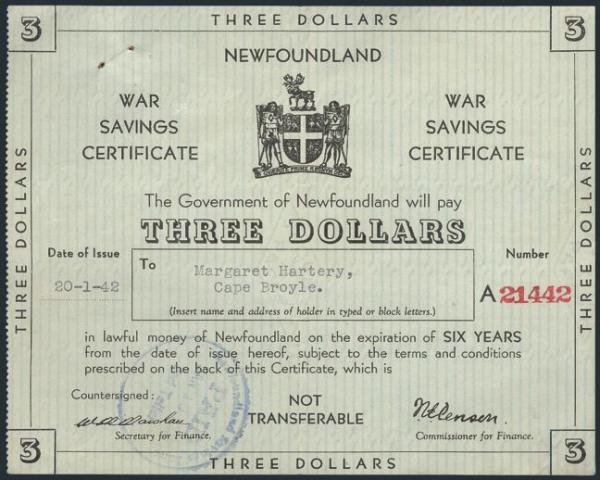 3 THREE DOLLARS 3
NEWFOUNDLAND
WAR
SAVINGS
CERTIFICATE
WAR
SAVINGS
CERTIFICATE
THREE DOLLARS
THREE DOLLARS
The Government of Newfoundland will pay
THREE DOLLARS
Date of Issue
20-1-42
To Margaret Hartery,
Cape Broyle.
(Insert name and address of holder in typed or block letters.)
Number
A 21442
in lawful money of Newfoundland on the expiration of SIX YEARS
from the date of issue hereof, subject to the terms and conditions
prescribed on the back of this Certificate, which is
Countersigned:
Secretary for Finance.
NOT
TRANSFERABLE
Commissioner for Finance.
PAID
3 THREE DOLLARS 3